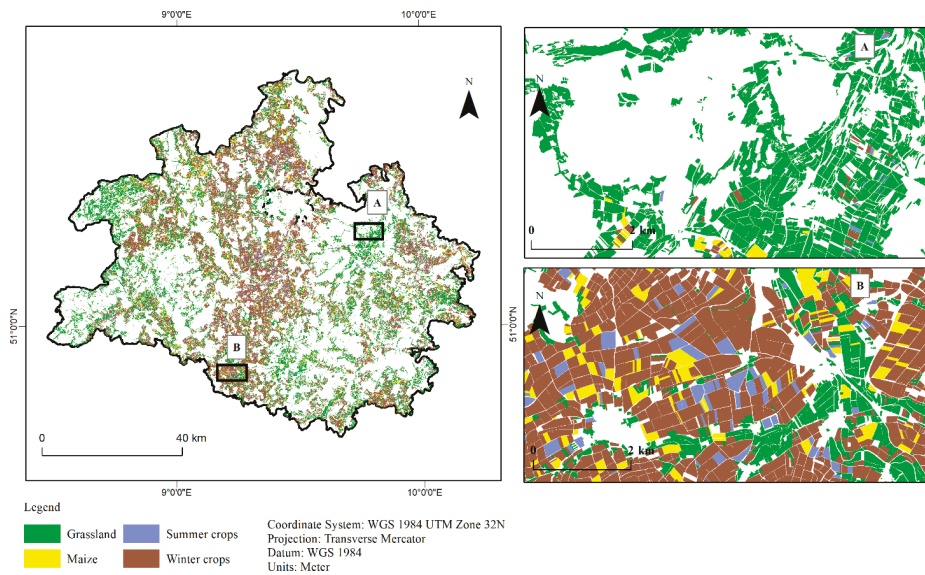 9°0'0"E
10°0'0"E
N
A
B
51°0'0"N
0
40 km
9°0'0"E
10°0'0"E
A
N
0
2 km
51°0'0"N
B
N
0
2 km
Legend
Grassland
Summer crops
Maize
Winter crops
Coordinate System: WGS 1984 UTM Zone 32N
Projection: Transverse Mercator
Datum: WGS 1984
Units: Meter